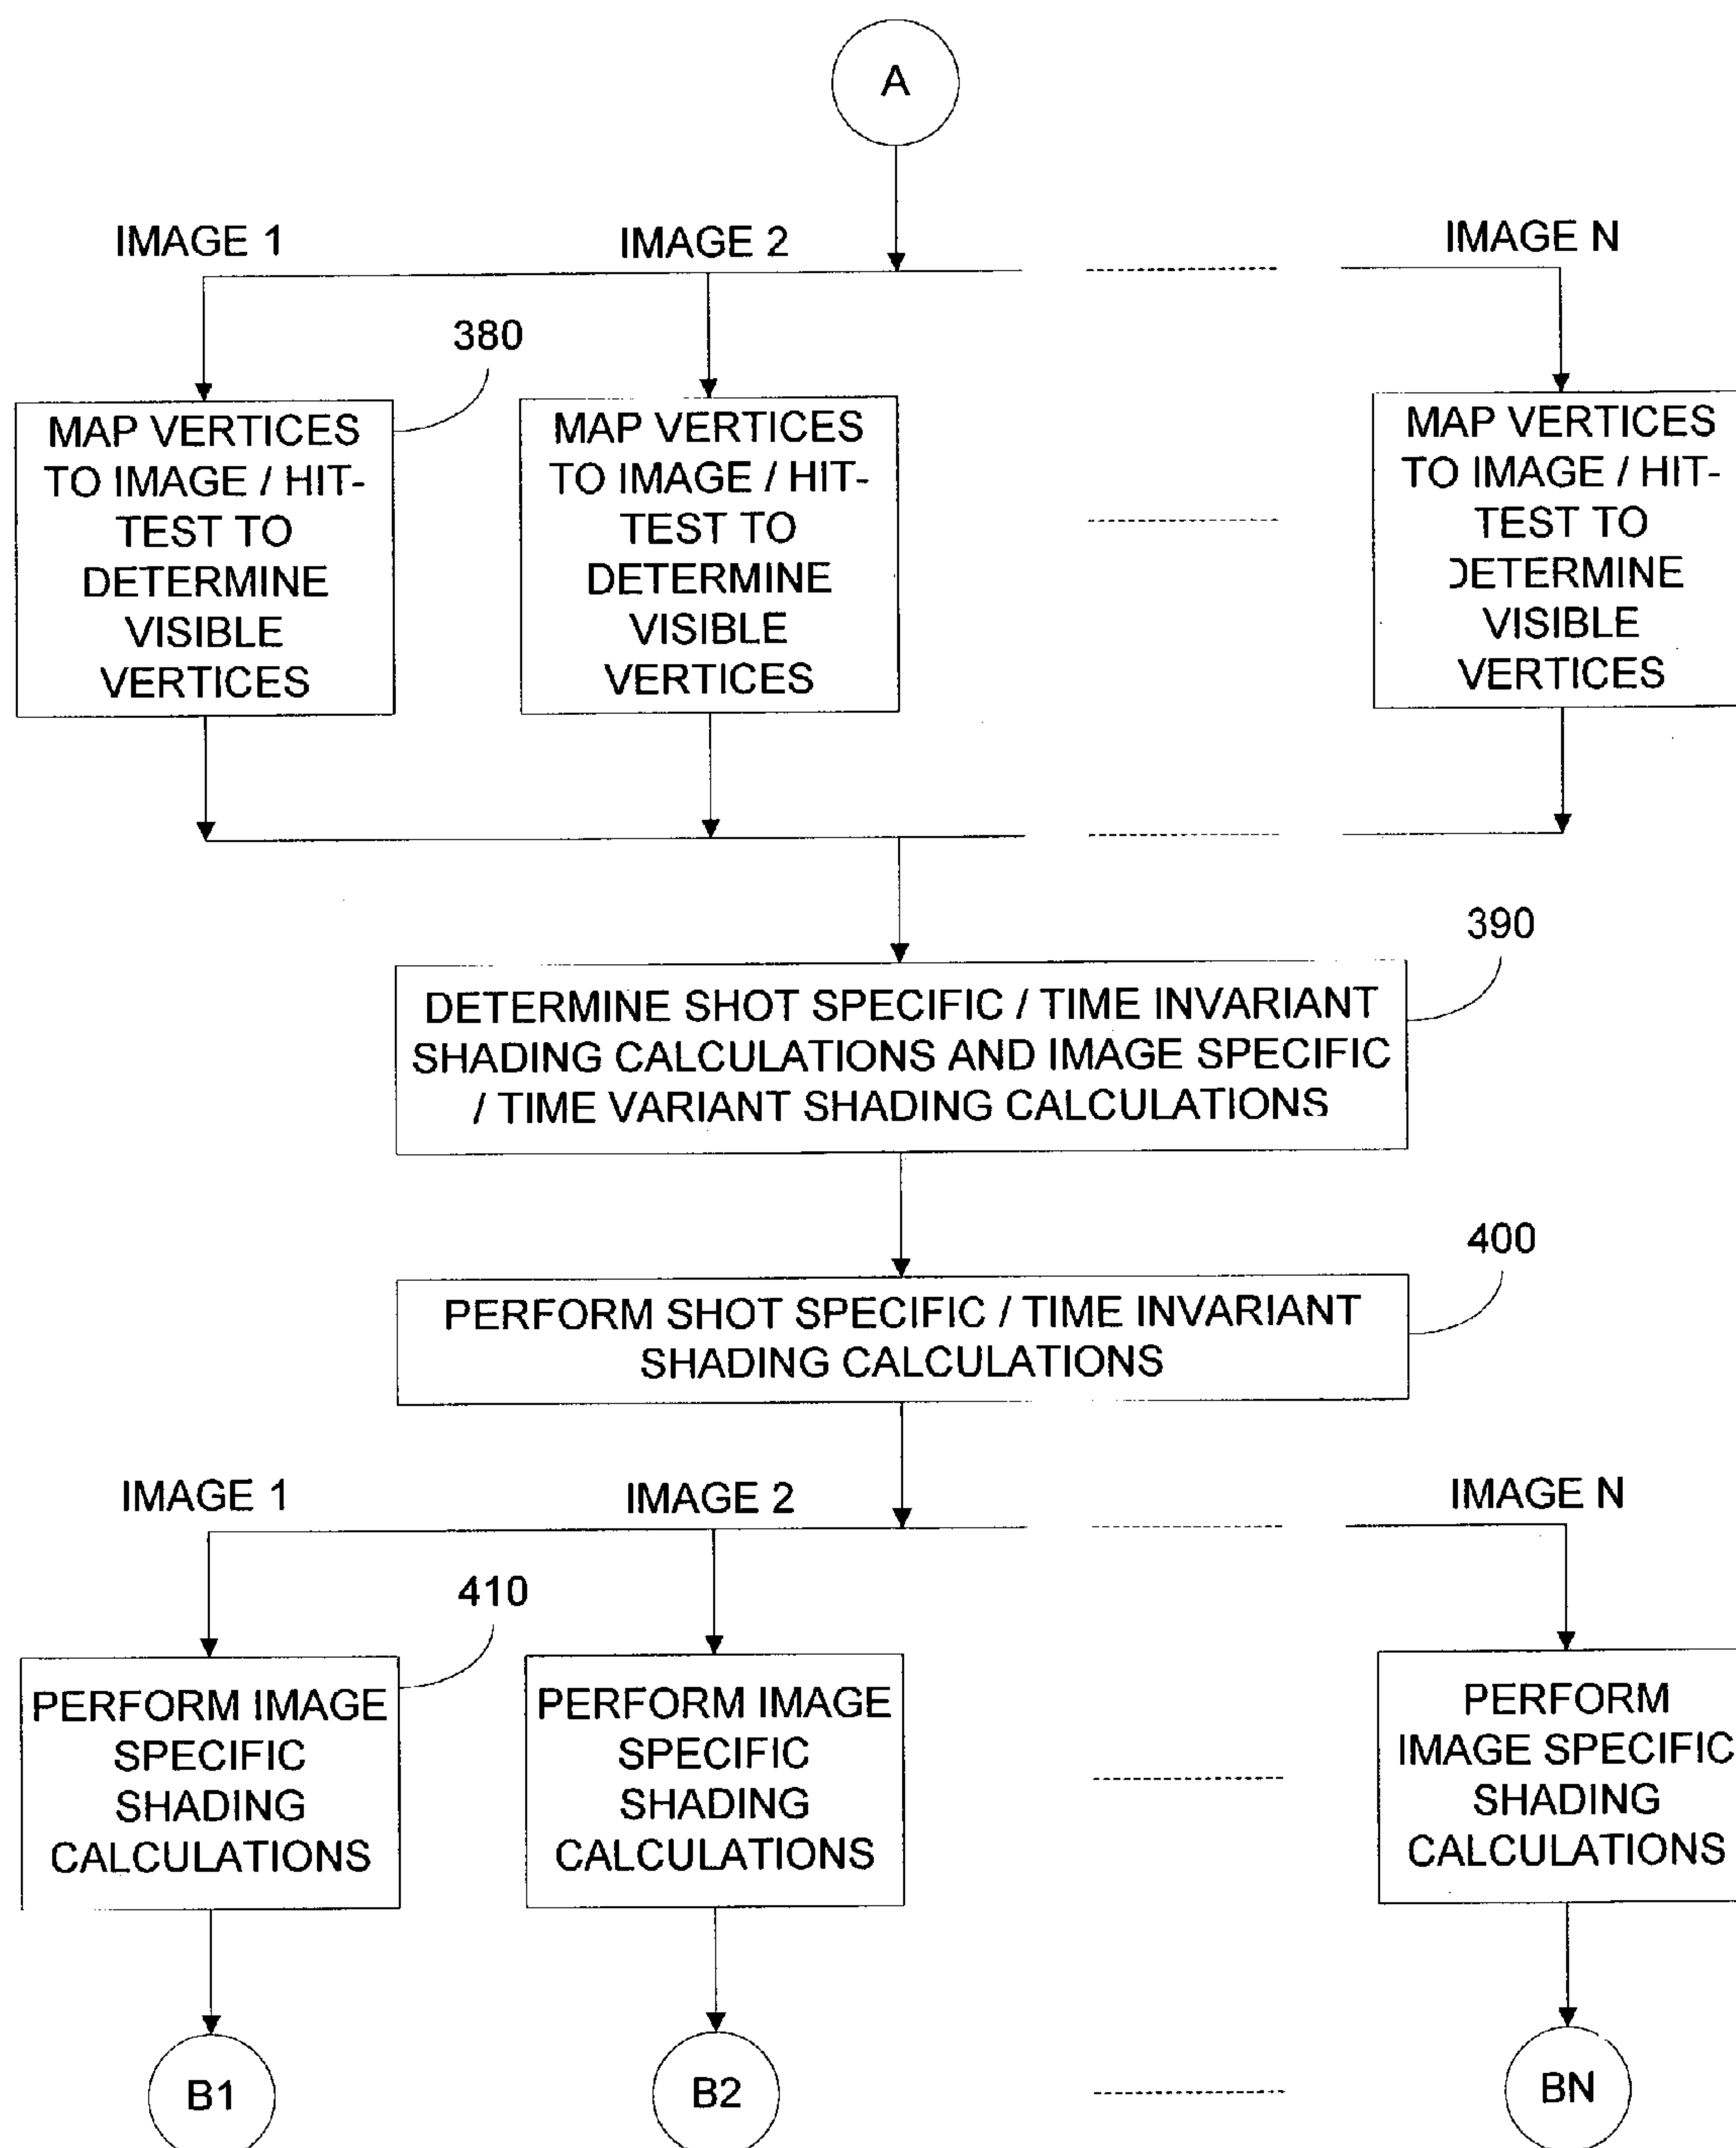 A
IMAGE 1
IMAGE 2
IMAGE N
380
MAP VERTICES
TO IMAGE / HIT-
TEST TO
DETERMINE
VISIBLE
VERTICES
MAP VERTICES
TO IMAGE / HIT-
TEST TO
DETERMINE
VISIBLE
VERTICES
MAP VERTICES
TO IMAGE / HIT-
TEST TO
DETERMINE
VISIBLE
VERTICES
390
DETERMINE SHOT SPECIFIC / TIME INVARIANT
SHADING CALCULATIONS AND IMAGE SPECIFIC
/ TIME VARIANT SHADING CALCULATIONS
400
PERFORM SHOT SPECIFIC / TIME INVARIANT
SHADING CALCULATIONS
IMAGE 1
IMAGE 2
IMAGE N
410
PERFORM IMAGE
SPECIFIC
SHADING
CALCULATIONS
PERFORM IMAGE
SPECIFIC
SHADING
CALCULATIONS
PERFORM
IMAGE SPECIFIC
SHADING
CALCULATIONS
B1
B2
BN